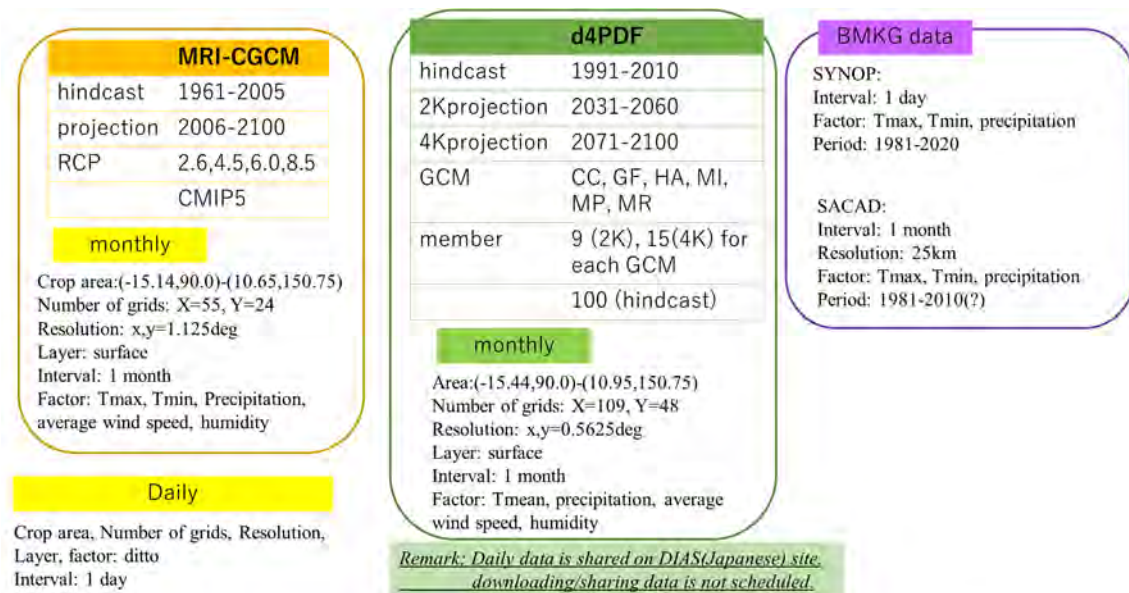 MRI-CGCM
hindcast 1961-2005
projection 2006-2100
RCP 2.6,4.5,6.0,8.5
CMIP5
monthly
Crop area:(-15.14,90.0)-(10.65,150.75)
Number of grids: X=55, Y=24
Resolution: x,y=1.125deg
Layer: surface
Interval: 1 month
Factor: Tmax, Tmin, Precipitation,
average wind speed, humidity
Daily
Crop area, Number of grids, Resolution,
Layer, factor: ditto
Interval: 1 day
d4PDF
hindcast 1991-2010
2Kprojection 2031-2060
4Kprojection 2071-2100
GCM CC, GF, HA, MI,
MP, MR
member 9 (2K), 15(4K) for
each GCM
100 (hindcast)
monthly
Area:(-15.44,90.0)-(10.95,150.75)
Number of grids: X=109, Y=48
Resolution: x,y=0.5625deg
Layer: surface
Interval: 1 month
Factor: Tmean, precipitation, average
wind speed, humidity
Remark: Daily data is shared on DIAS(Japanese) site,
downloading/sharing data is not scheduled.
BMKG data
SYNOP:
Interval: 1 day
Factor: Tmax, Tmin, precipitation
Period: 1981-2020
SACAD:
Interval: 1 month
Resolution: 25km
Factor: Tmax, Tmin, precipitation
Period: 1981-2010(?)